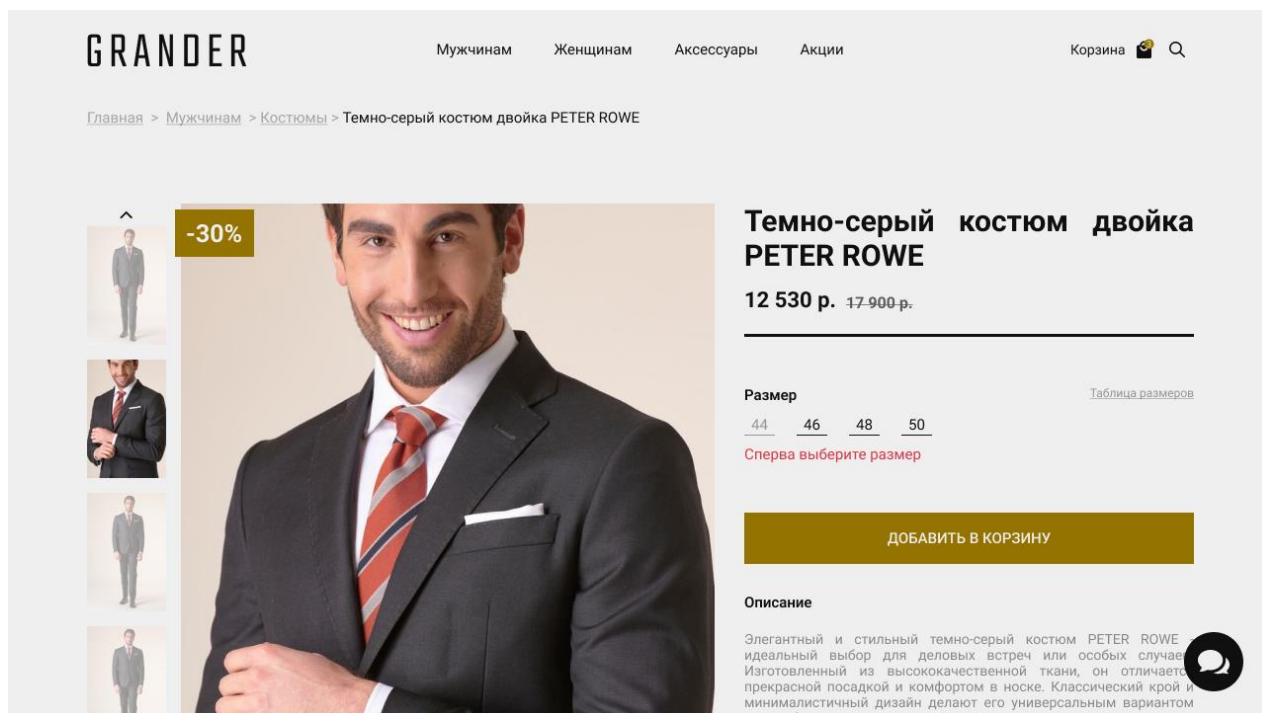 GRANDER
Мужчинам Женщинам Аксессуары Акции
Корзина
Главная > Мужчинам > Костюмы > Темно-серый костюм двойка PETER ROWE
-30%
Темно-серый костюм двойка
PETER ROWE
12 530 р. 17 900 р.
Размер Таблица размеров
44 46 48 50
Сперва выберите размер
ДОБАВИТЬ В КОРЗИНУ
Описание
Элегантный и стильный темно-серый костюм PETER ROWE -
идеальный выбор для деловых встреч или особых случаев
Изготовленный из высококачественной ткани, он отличается
прекрасной посадкой и комфортом в носке. Классический крой и
минималистичный дизайн делают его универсальным вариантом